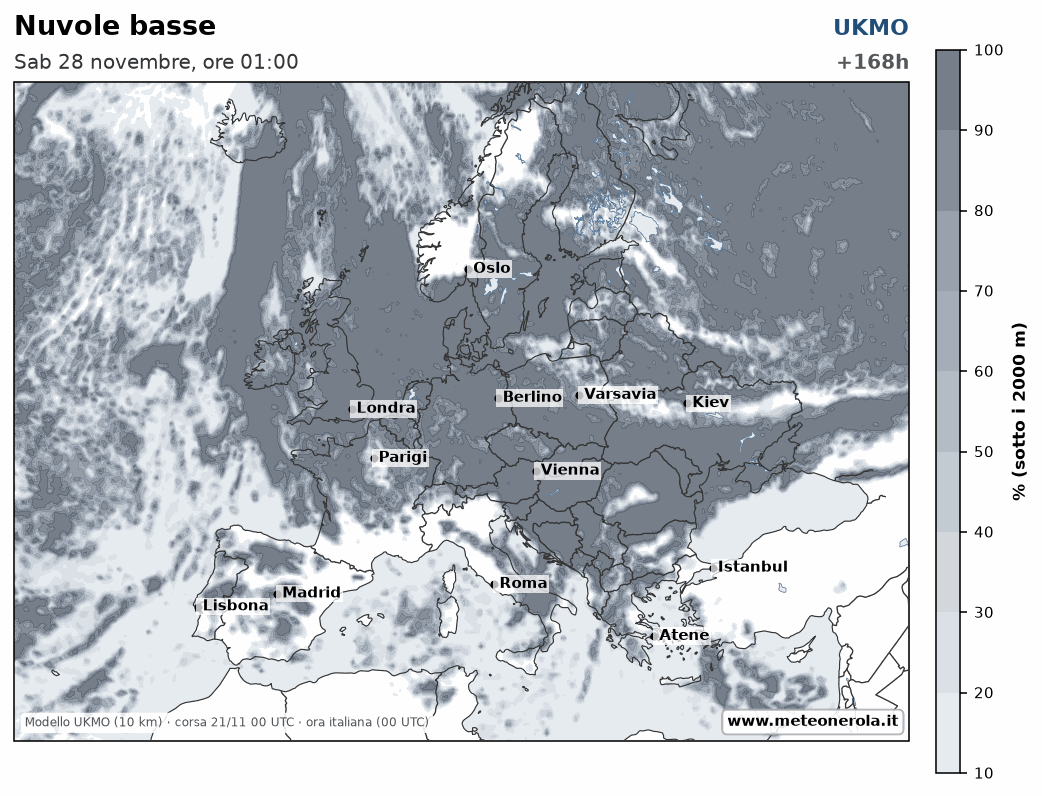 Nuvole basse
UKMO
Sab 28 novembre, ore 01:00
+168h
100
90
80
70
60
50
40
30
20
10
% (sotto i 2000 m)
Oslo
Berlino
Varsavia
Kiev
Londra
Parigi
Vienna
Istanbul
Roma
Madrid
Lisbona
Atene
Modello UKMO (10 km) · corsa 21/11 00 UTC · ora italiana (00 UTC)
www.meteonerola.it